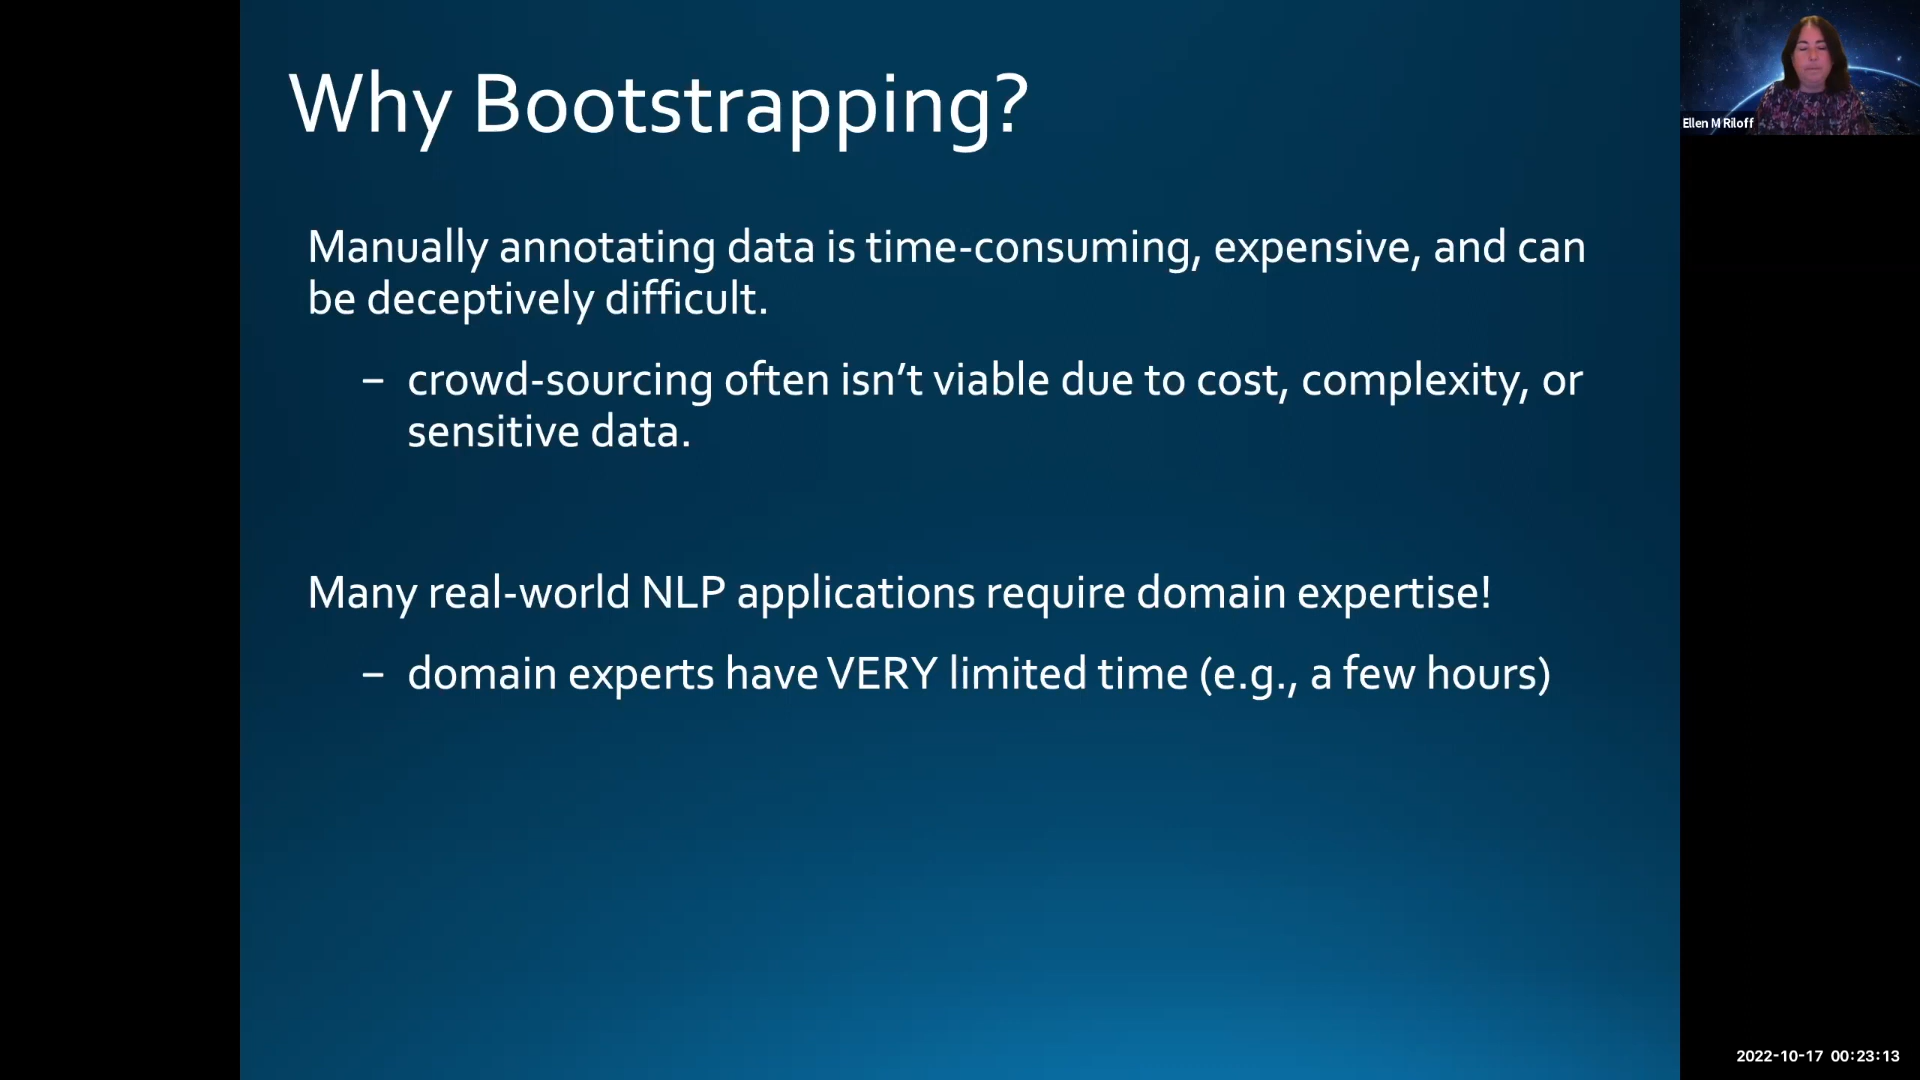 Why Bootstrapping?
Ellen M Riloff
Manually annotating data is time-consuming, expensive, and can
be deceptively difficult.
– crowd-sourcing often isn’t viable due to cost, complexity, or
sensitive data.
Many real-world NLP applications require domain expertise!
– domain experts have VERY limited time (e.g., a few hours)
2022-10-17 00:23:13